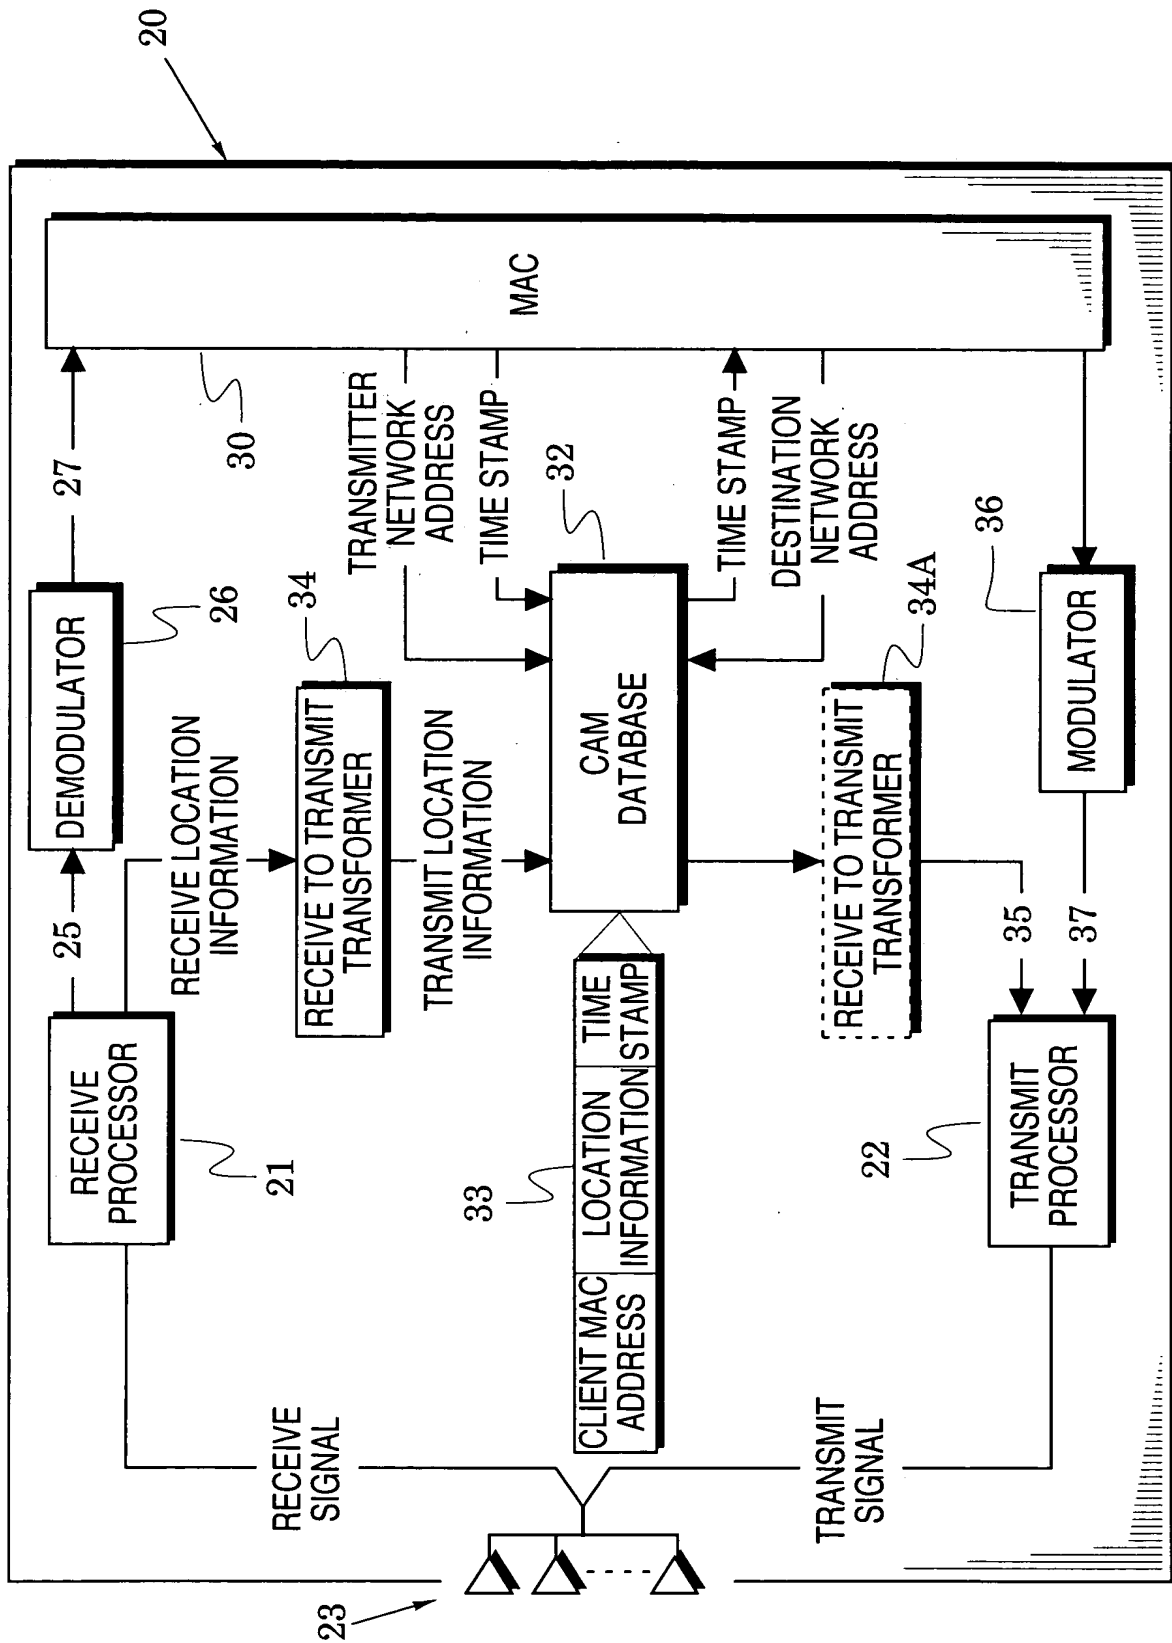 20
23
RECEIVE
SIGNAL
RECEIVE
PROCESSOR
21
25
DEMODULATOR
26
27
30
MAC
RECEIVE LOCATION
INFORMATION
RECEIVE TO TRANSMIT
TRANSFORMER
34
TRANSMIT LOCATION
INFORMATION
TRANSMITTER
NETWORK
ADDRESS
TIME STAMP
33
CLIENT MAC
ADDRESS
LOCATION
INFORMATION
TIME
STAMP
CAM
DATABASE
32
TIME STAMP
DESTINATION
NETWORK
ADDRESS
RECEIVE TO TRANSMIT
TRANSFORMER
34A
TRANSMIT
SIGNAL
22
TRANSMIT
PROCESSOR
35
37
MODULATOR
36